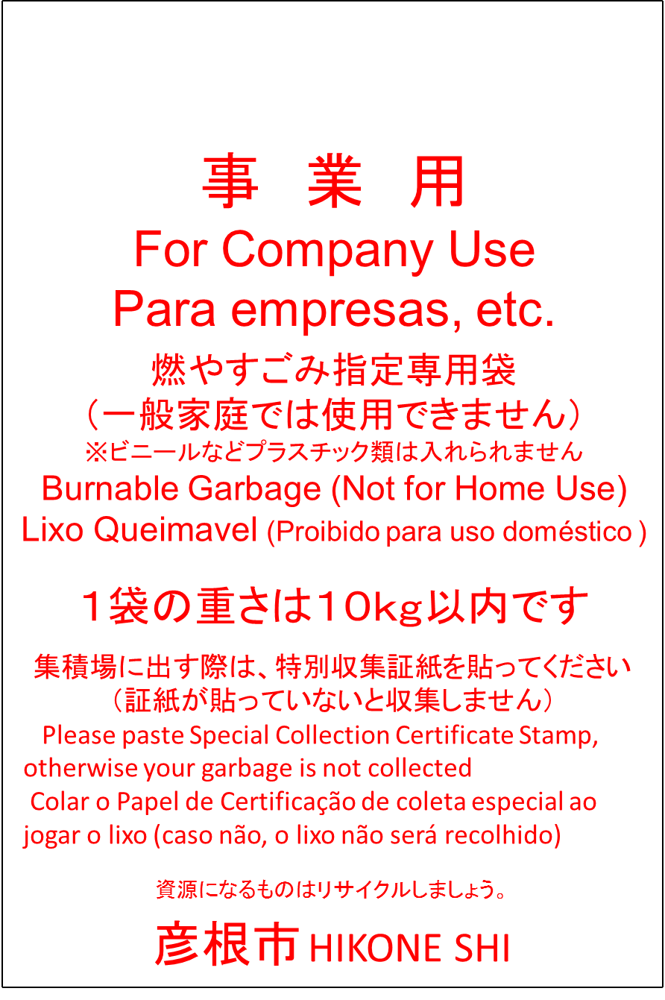 事　業　用
For Company Use
Para empresas, etc.
燃やすごみ指定専用袋
（一般家庭では使用できません）
※ビニールなどプラスチック類は入れられません
Burnable Garbage (Not for Home Use)
Lixo Queimavel (Proibido para uso doméstico )
１袋の重さは１０ｋｇ以内です
集積場に出す際は、特別収集証紙を貼ってください
（証紙が貼っていないと収集しません）
Please paste Special Collection Certificate Stamp,
otherwise your garbage is not collected
Colar o Papel de Certificação de coleta especial ao
jogar o lixo (caso não, o lixo não será recolhido)
資源になるものはリサイクルしましょう。
彦根市 HIKONE SHI